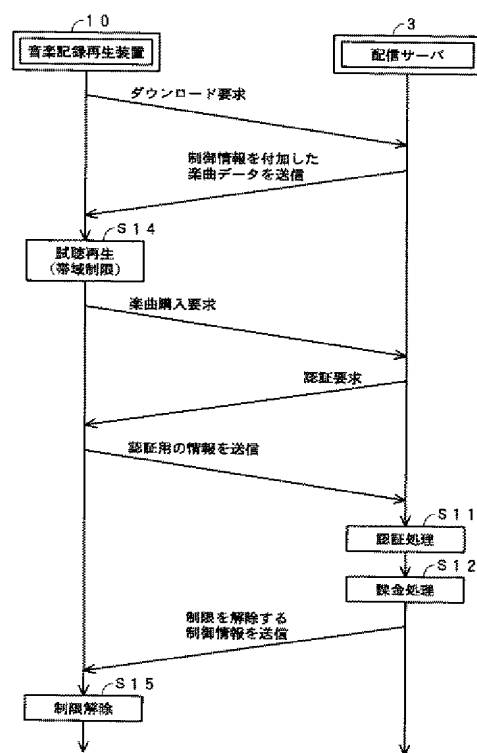 10
音楽記録再生装置
3
配信サーバ
ダウンロード要求
制御情報を付加した
楽曲データを送信
S14
試聴再生
(帯域制限)
楽曲購入要求
認証要求
認証用の情報を送信
S11
認証処理
S12
課金処理
制限を解除する
制御情報を送信
S15
制限解除